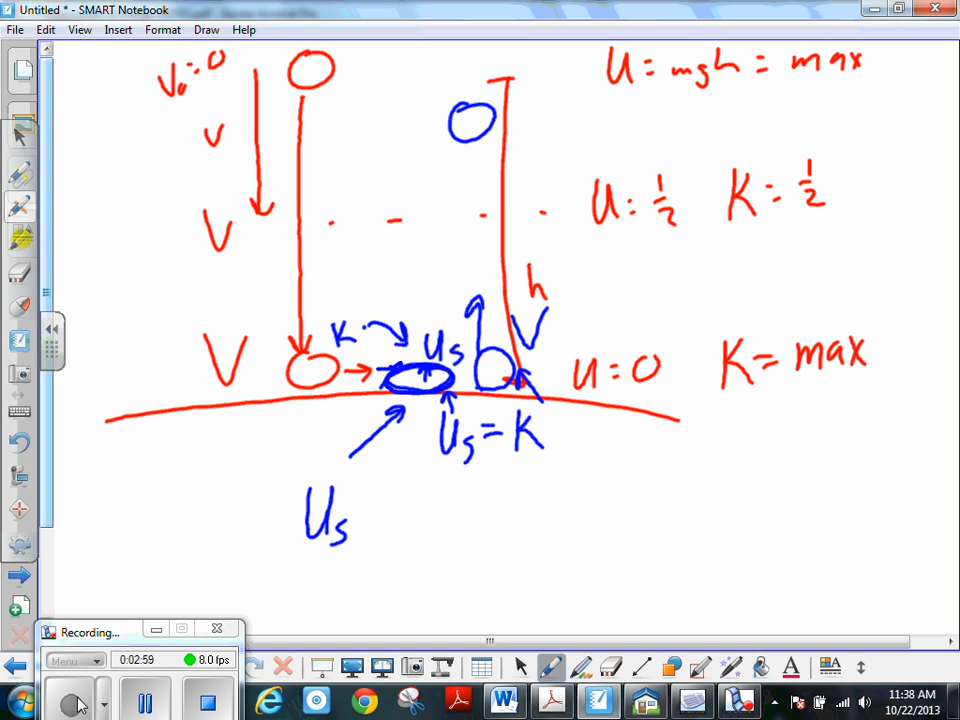 Untitled * - SMART Notebook
File Edit View Insert Format Draw Help
V₀=0
U = mgh = max
V
V
U = 1/2 K = 1/2
h
K
Us
V
V
U = 0 K = max
Us = K
Us
Recording...
Menu 0:02:59 8.0 fps
11:38 AM
10/22/2013